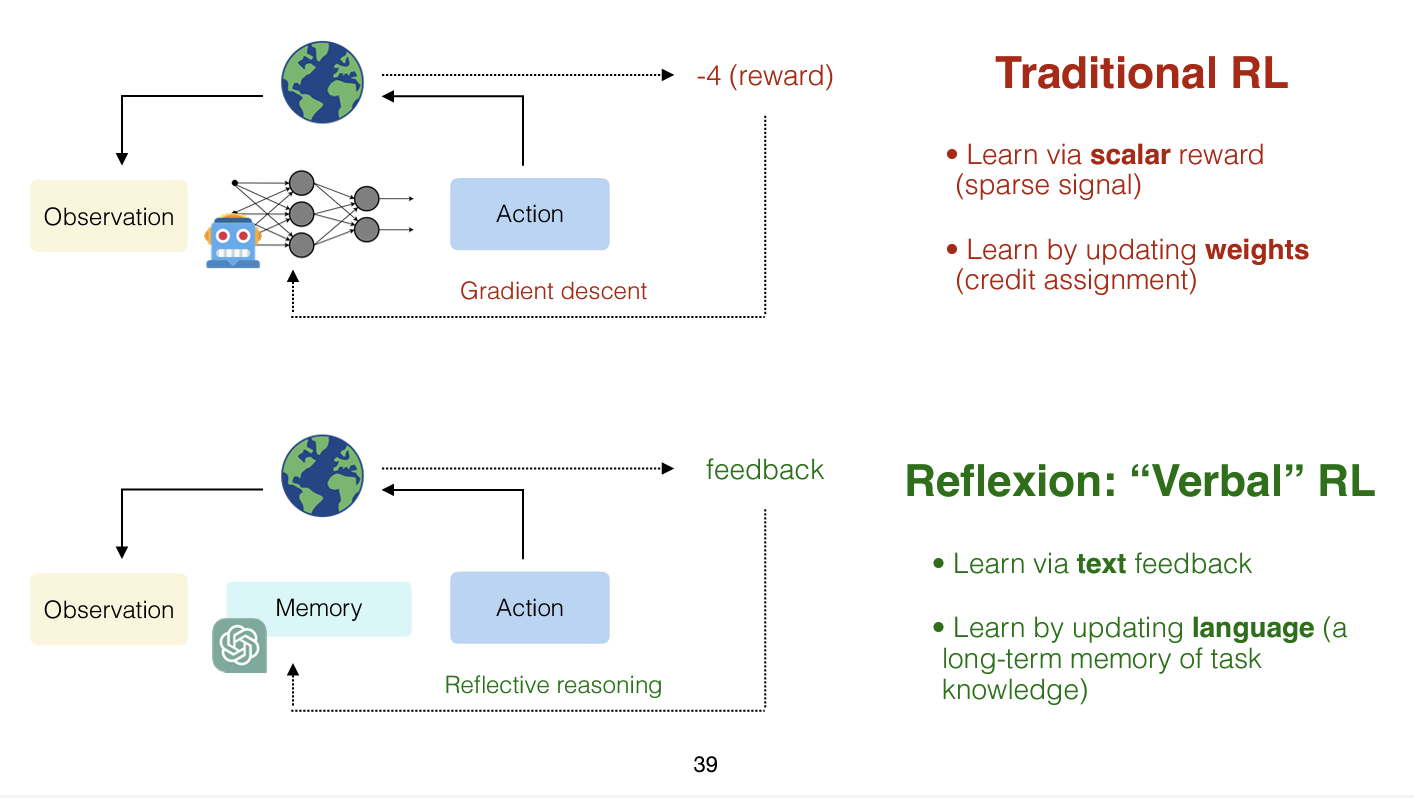 -4 (reward)
Observation
Action
Gradient descent
Traditional RL
• Learn via scalar reward
(sparse signal)
• Learn by updating weights
(credit assignment)
feedback
Observation
Memory
Action
Reflective reasoning
Reflexion: “Verbal” RL
• Learn via text feedback
• Learn by updating language (a
long-term memory of task
knowledge)
39